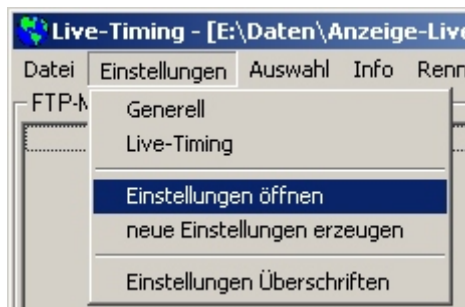 Live-Timing - [E:\Daten\Anzeige-Live
Datei Einstellungen Auswahl Info Renn
FTP-M
Generell
Live-Timing
Einstellungen öffnen
neue Einstellungen erzeugen
Einstellungen Überschriften